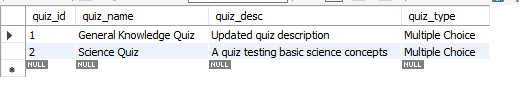 quiz_id quiz_name quiz_desc quiz_type
1 General Knowledge Quiz Updated quiz description Multiple Choice
2 Science Quiz A quiz testing basic science concepts Multiple Choice
NULL NULL NULL NULL